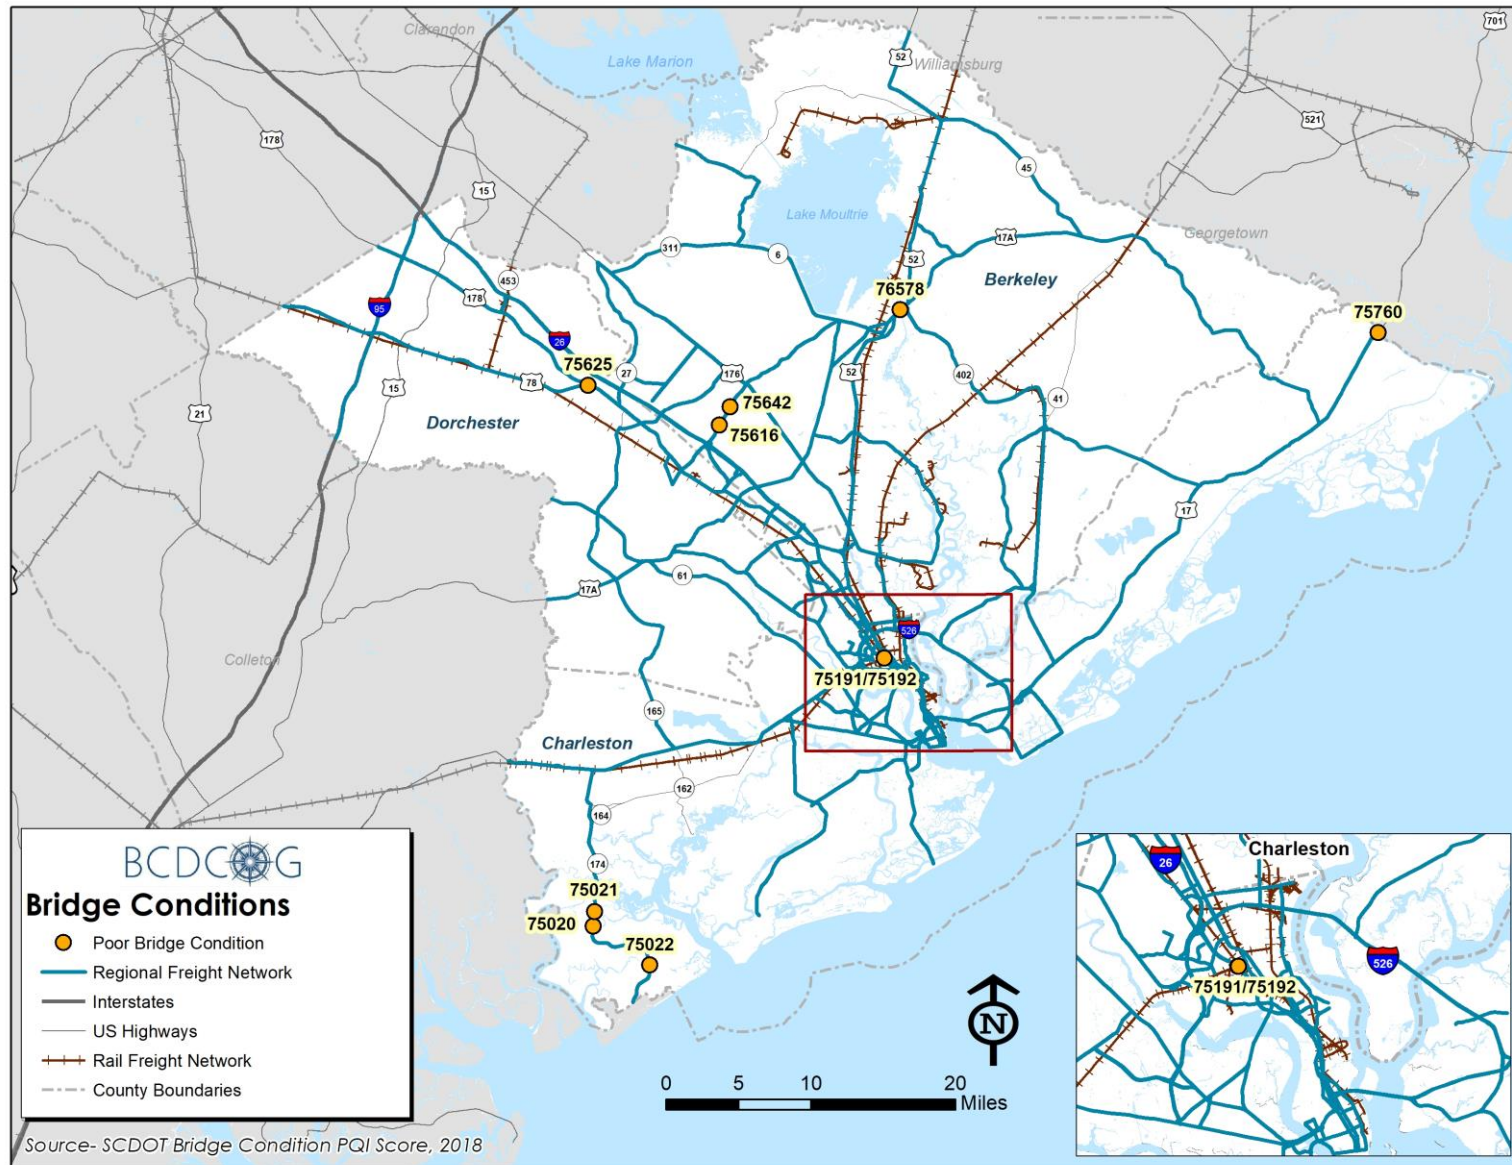 Clarendon
Lake Marion
52
Williamsburg
701
178
521
45
15
Lake Moultrie
17A
Georgetown
311
6
52
453
178
Berkeley
95
76578
75760
26
75625
27
176
52
402
78
15
75642
41
21
Dorchester
75616
17
61
17A
526
Colleton
75191/75192
165
Charleston
162
164
174
75021
75020
75022
BCDCOG
Bridge Conditions
Poor Bridge Condition
Regional Freight Network
Interstates
US Highways
Rail Freight Network
County Boundaries
Source- SCDOT Bridge Condition PQI Score, 2018
N
0 5 10 20
Miles
Charleston
26
526
75191/75192